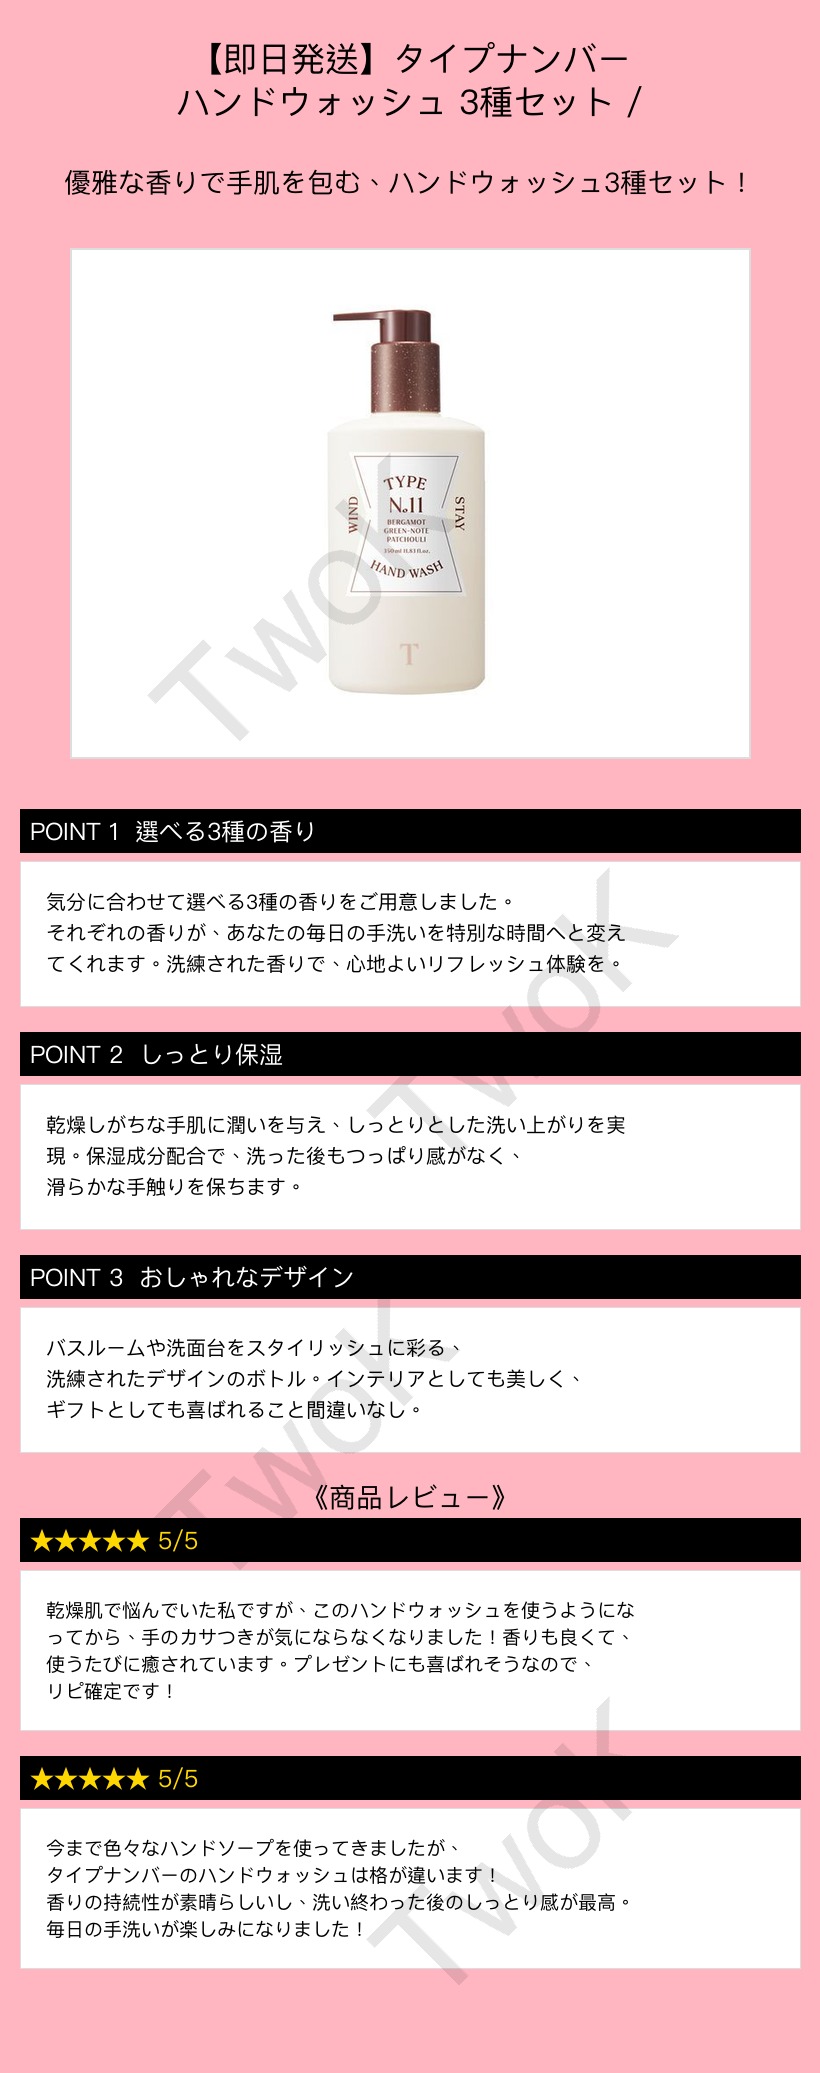 【即日発送】タイプナンバー
ハンドウォッシュ 3種セット /
優雅な香りで手肌を包む、ハンドウォッシュ3種セット！
TYPE
No.11
WIND
STAY
BERGAMOT
GREEN-NOTE
PATCHOULI
350ml 11.83 fl.oz.
HAND WASH
T
TwoK
POINT 1 選べる3種の香り
気分に合わせて選べる3種の香りをご用意しました。
それぞれの香りが、あなたの毎日の手洗いを特別な時間へと変え
てくれます。洗練された香りで、心地よいリフレッシュ体験を。
TwoK
POINT 2 しっとり保湿
乾燥しがちな手肌に潤いを与え、しっとりとした洗い上がりを実
現。保湿成分配合で、洗った後もつっぱり感がなく、
滑らかな手触りを保ちます。
POINT 3 おしゃれなデザイン
バスルームや洗面台をスタイリッシュに彩る、
洗練されたデザインのボトル。インテリアとしても美しく、
ギフトとしても喜ばれること間違いなし。
TwoK
《商品レビュー》
★★★★★ 5/5
乾燥肌で悩んでいた私ですが、このハンドウォッシュを使うようにな
ってから、手のカサつきが気にならなくなりました！香りも良くて、
使うたびに癒されています。プレゼントにも喜ばれそうなので、
リピ確定です！
★★★★★ 5/5
今まで色々なハンドソープを使ってきましたが、
タイプナンバーのハンドウォッシュは格が違います！
香りの持続性が素晴らしいし、洗い終わった後のしっとり感が最高。
毎日の手洗いが楽しみになりました！
TwoK